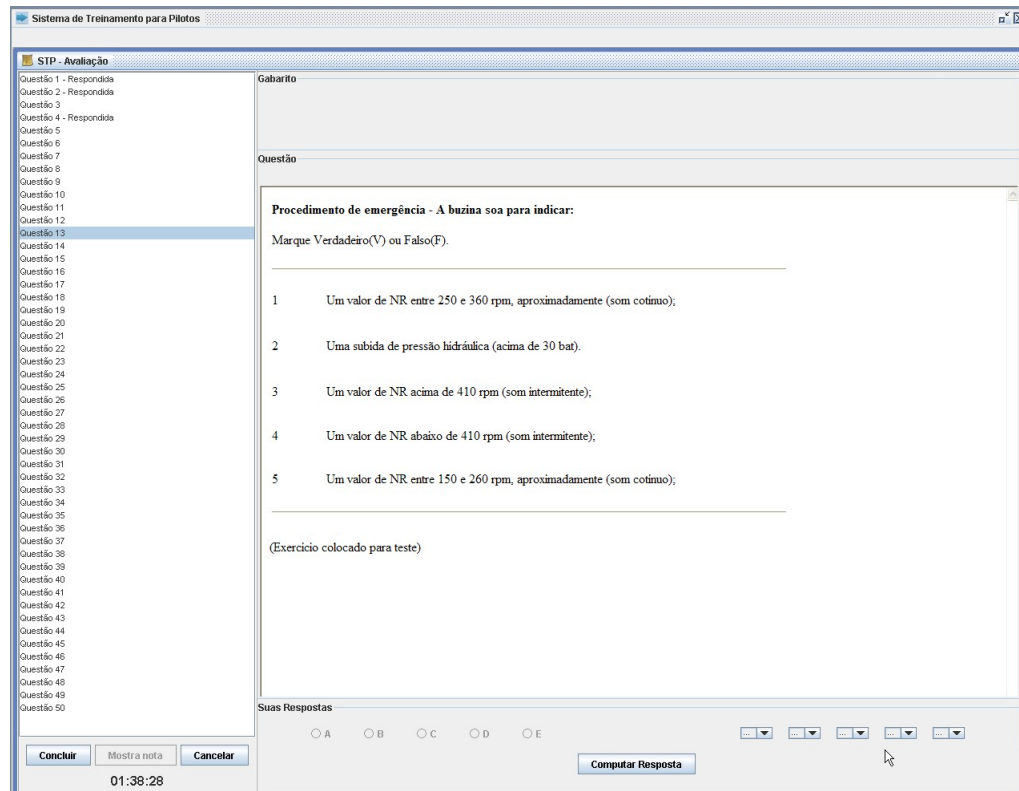 Sistema de Treinamento para Pilotos
STP - Avaliação
Questão 1 - Respondida
Questão 2 - Respondida
Questão 3
Questão 4 - Respondida
Questão 5
Questão 6
Questão 7
Questão 8
Questão 9
Questão 10
Questão 11
Questão 12
Questão 13
Questão 14
Questão 15
Questão 16
Questão 17
Questão 18
Questão 19
Questão 20
Questão 21
Questão 22
Questão 23
Questão 24
Questão 25
Questão 26
Questão 27
Questão 28
Questão 29
Questão 30
Questão 31
Questão 32
Questão 33
Questão 34
Questão 35
Questão 36
Questão 37
Questão 38
Questão 39
Questão 40
Questão 41
Questão 42
Questão 43
Questão 44
Questão 45
Questão 46
Questão 47
Questão 48
Questão 49
Questão 50
Concluir Mostra nota Cancelar
01:38:28
Gabarito
Questão
Procedimento de emergência - A buzina soa para indicar:
Marque Verdadeiro(V) ou Falso(F).
1 Um valor de NR entre 250 e 360 rpm, aproximadamente (som cotinuo);
2 Uma subida de pressão hidráulica (acima de 30 bat).
3 Um valor de NR acima de 410 rpm (som intermitente);
4 Um valor de NR abaixo de 410 rpm (som intermitente);
5 Um valor de NR entre 150 e 260 rpm, aproximadamente (som cotinuo);
(Exercicio colocado para teste)
Suas Respostas
A B C D E ... ... ... ... ...
Computar Resposta